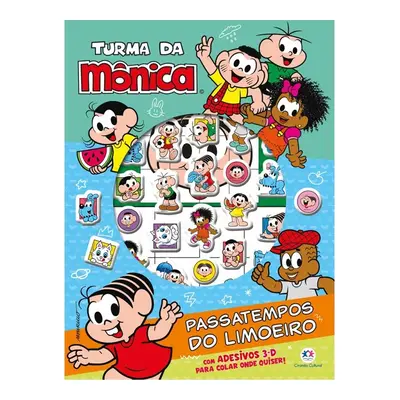 TURMA DA
MÔNICA
©
PASSATEMPOS
DO LIMOEIRO
COM ADESIVOS 3-D
PARA COLAR ONDE QUISER!
Ciranda Cultural